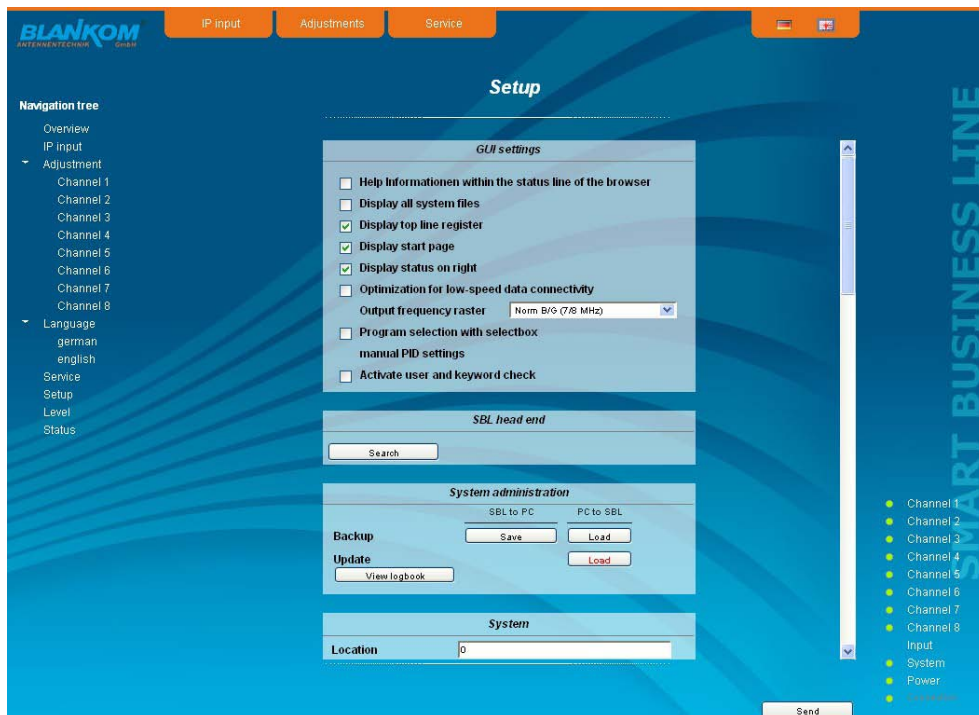 BLANKOM
ANTENNENTECHNIK GmbH
IP input
Adjustments
Service
Setup
Navigation tree
Overview
IP input
Adjustment
Channel 1
Channel 2
Channel 3
Channel 4
Channel 5
Channel 6
Channel 7
Channel 8
Language
german
english
Service
Setup
Level
Status
GUI settings
Help Informationen within the status line of the browser
Display all system files
Display top line register
Display start page
Display status on right
Optimization for low-speed data connectivity
Output frequency raster Norm B/G (7/8 MHz)
Program selection with selectbox
manual PID settings
Activate user and keyword check
SBL head end
Search
System administration
SBL to PC PC to SBL
Backup Save Load
Update Load
View logbook
System
Location 0
Send
SMART BUSINESS LINE
Channel 1
Channel 2
Channel 3
Channel 4
Channel 5
Channel 6
Channel 7
Channel 8
Input
System
Power